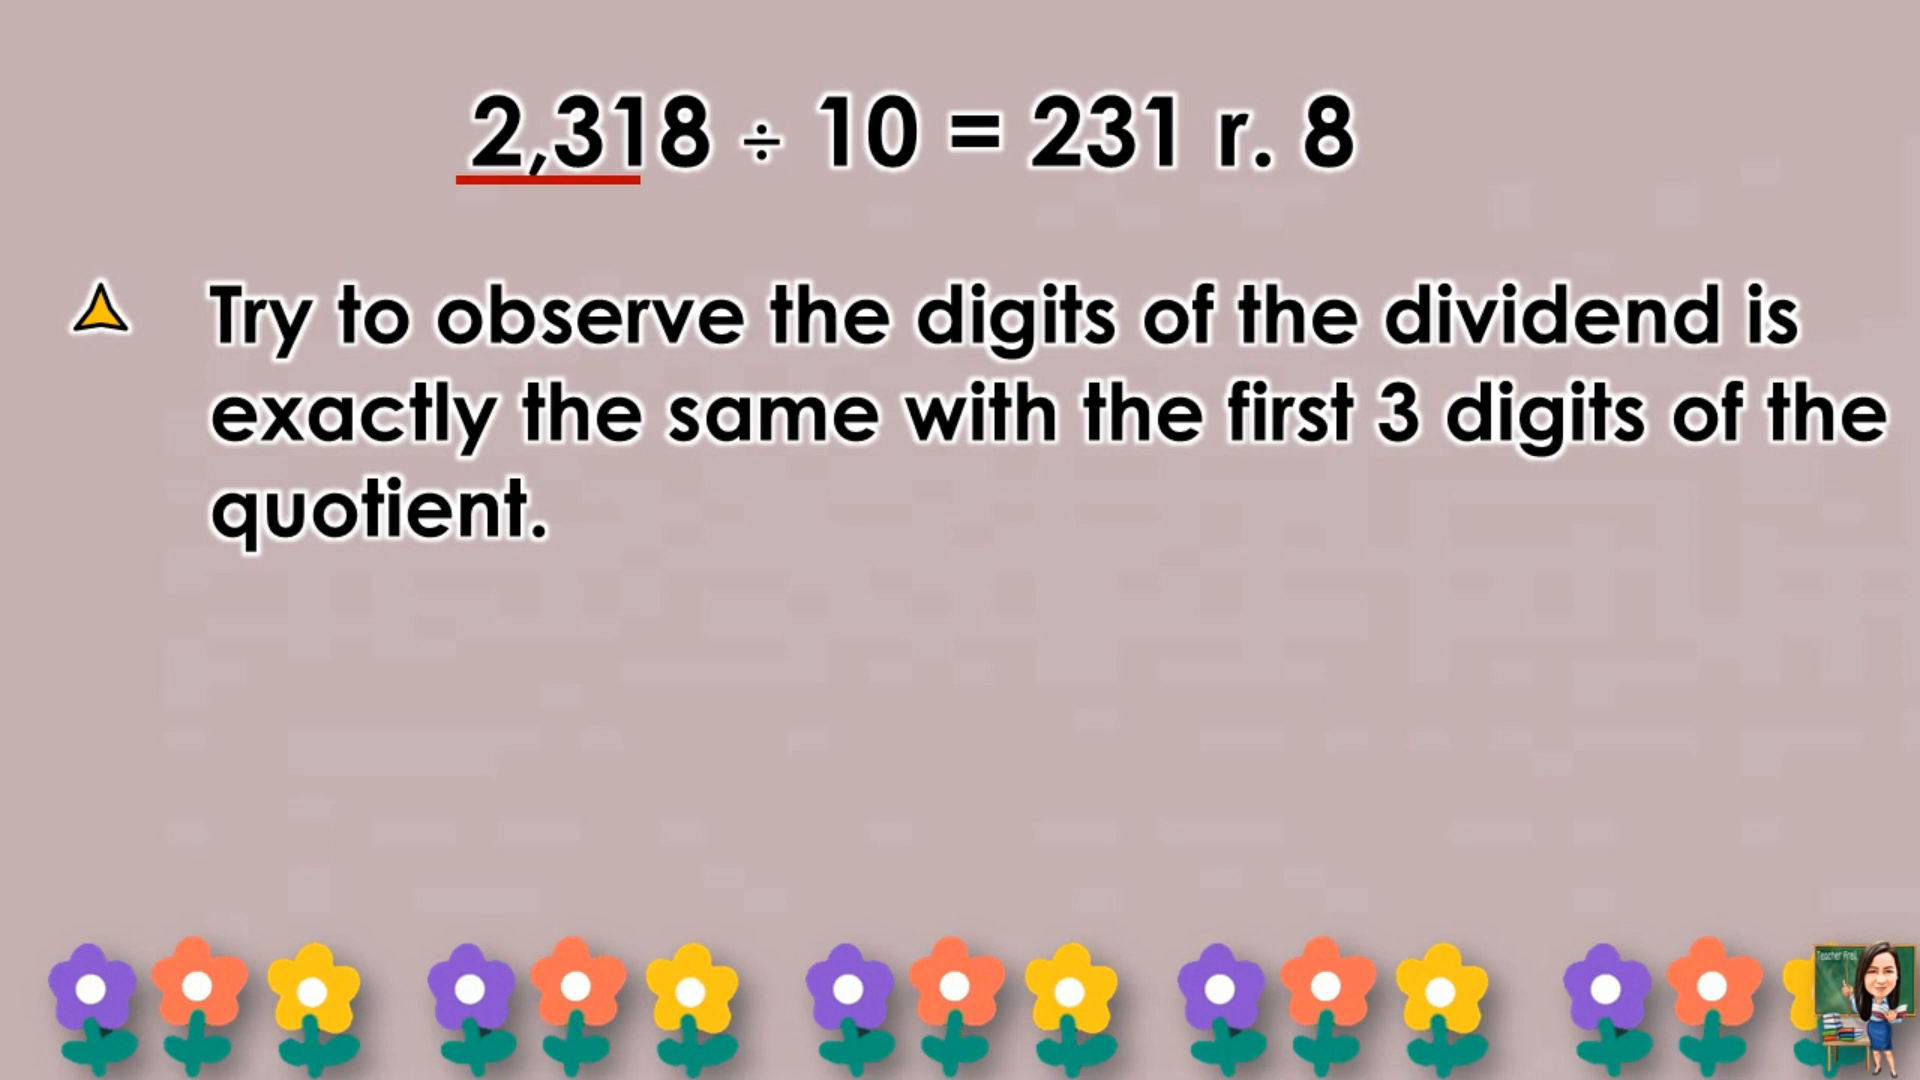 2,318 ÷ 10 = 231 r. 8
Try to observe the digits of the dividend is
exactly the same with the first 3 digits of the
quotient.
Teacher